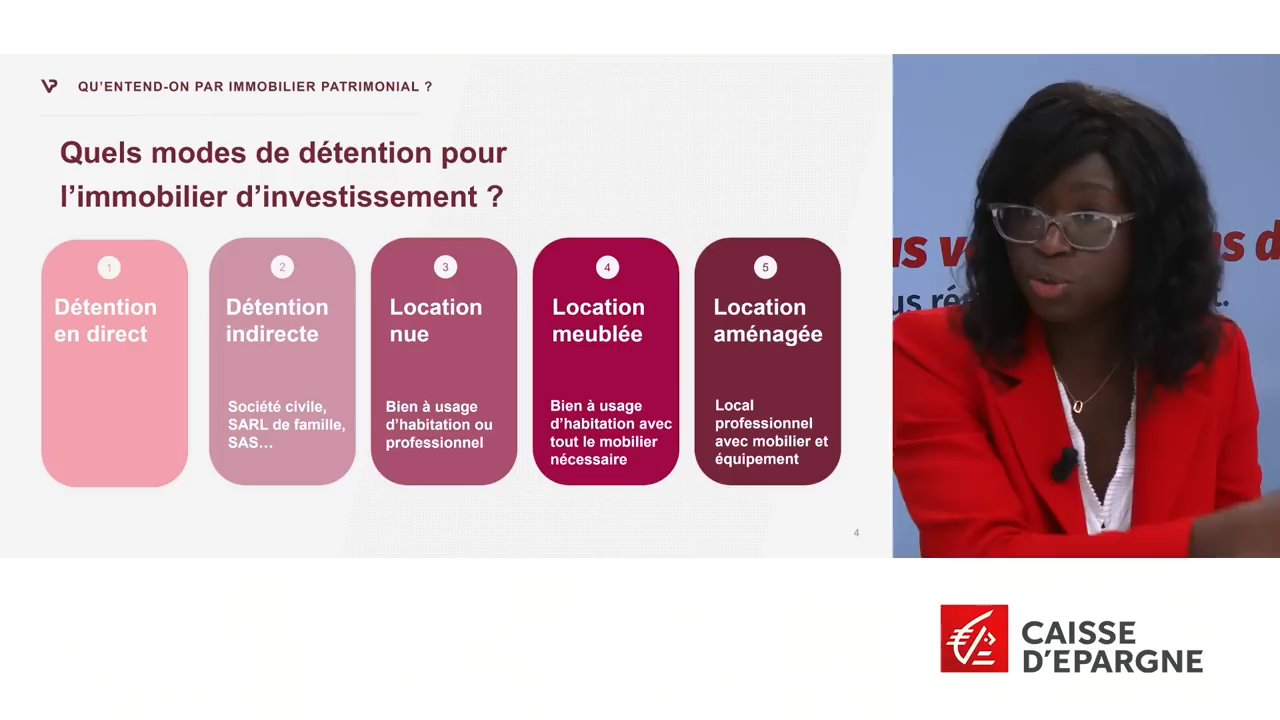 QU'ENTEND-ON PAR IMMOBILIER PATRIMONIAL ?
Quels modes de détention pour
l'immobilier d'investissement ?
1
Détention
en direct
2
Détention
indirecte
Société civile,
SARL de famille,
SAS…
3
Location
nue
Bien à usage
d'habitation ou
professionnel
4
Location
meublée
Bien à usage
d'habitation avec
tout le mobilier
nécessaire
5
Location
aménagée
Local
professionnel
avec mobilier et
équipement
4
CAISSE
D'EPARGNE